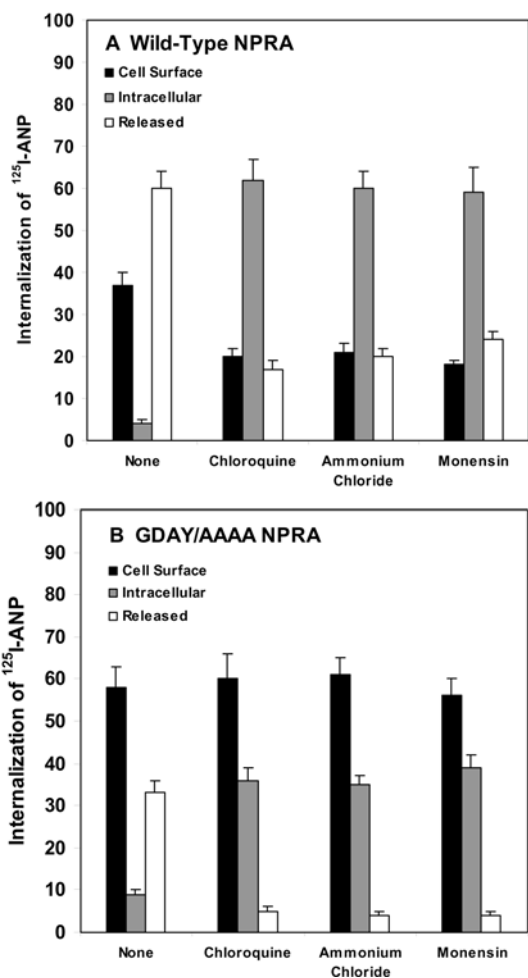 100
90
80
70
60
50
40
30
20
10
0
Internalization of ¹²⁵I-ANP
A Wild-Type NPRA
Cell Surface
Intracellular
Released
None Chloroquine Ammonium Chloride Monensin
100
90
80
70
60
50
40
30
20
10
0
Internalization of ¹²⁵I-ANP
B GDAY/AAAA NPRA
Cell Surface
Intracellular
Released
None Chloroquine Ammonium Chloride Monensin